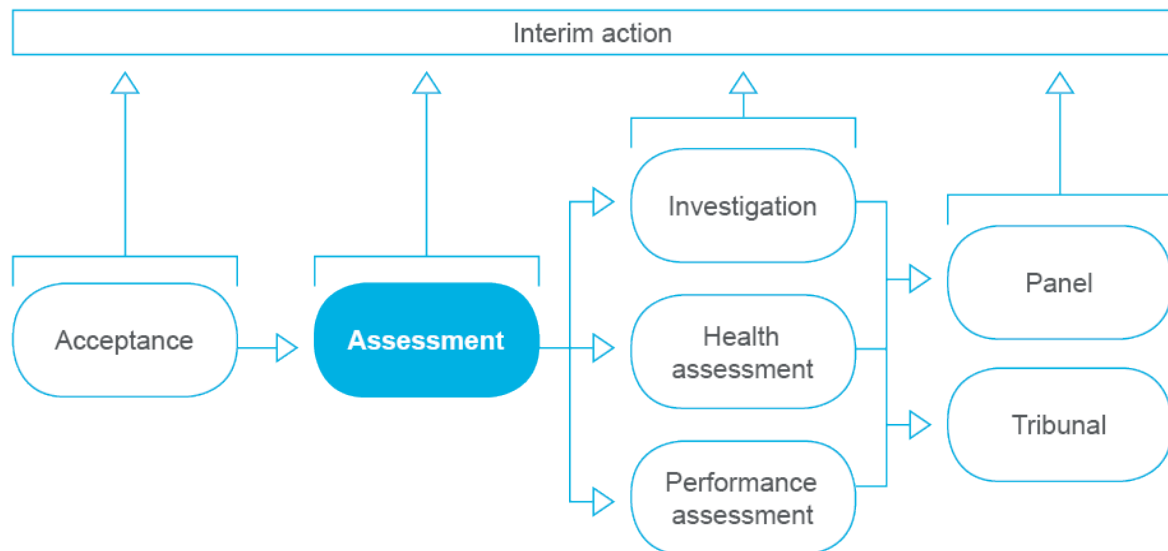 Interim action
Acceptance
Assessment
Investigation
Health
assessment
Performance
assessment
Panel
Tribunal